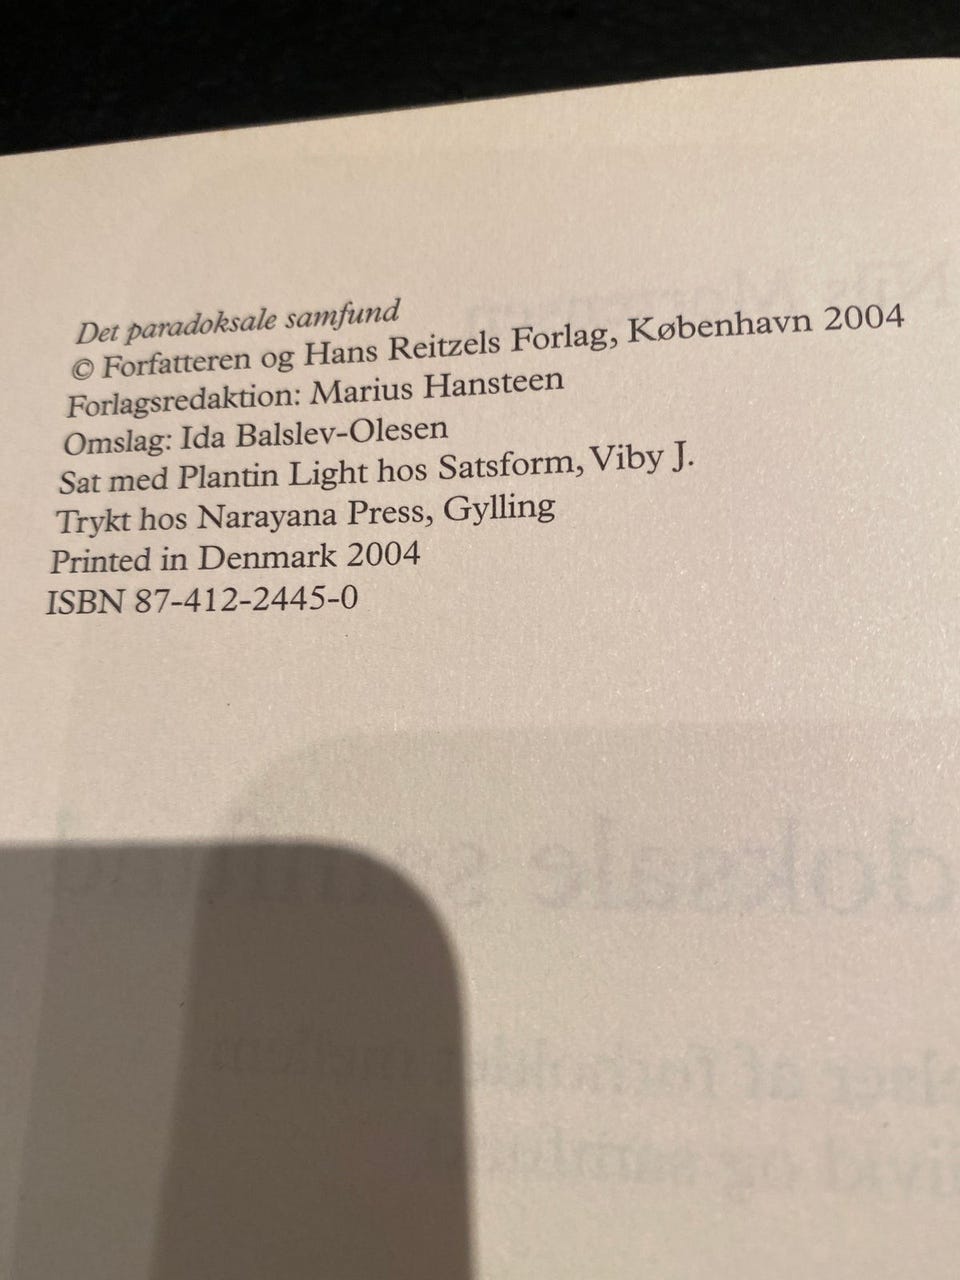 Det paradoksale samfund
© Forfatteren og Hans Reitzels Forlag, København 2004
Forlagsredaktion: Marius Hansteen
Omslag: Ida Balslev-Olesen
Sat med Plantin Light hos Satsform, Viby J.
Trykt hos Narayana Press, Gylling
Printed in Denmark 2004
ISBN 87-412-2445-0